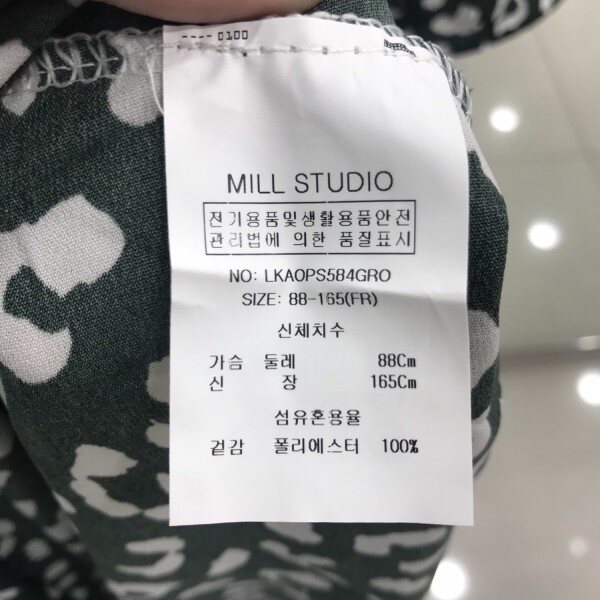 ---- 0100
MILL STUDIO
전기용품및생활용품안전
관리법에 의한 품질표시
NO: LKAOPS584GRO
SIZE: 88-165(FR)
신체치수
가슴 둘레 88Cm
신 장 165Cm
섬유혼용율
겉감 폴리에스터 100%